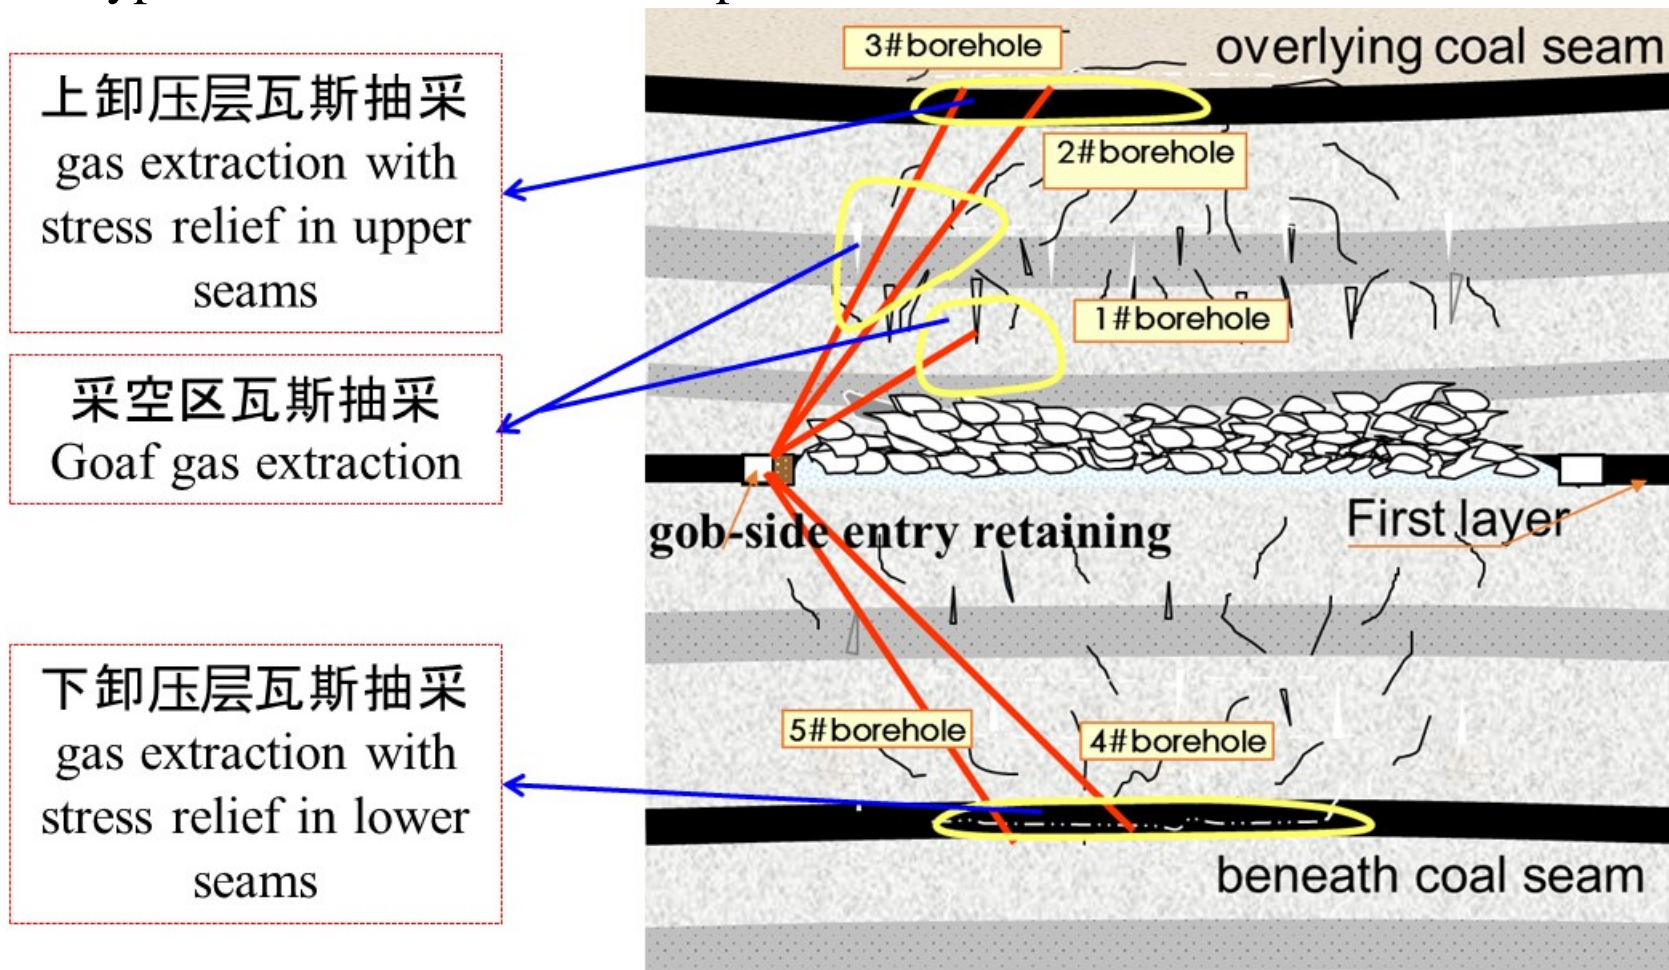 上卸压层瓦斯抽采
gas extraction with
stress relief in upper
seams
采空区瓦斯抽采
Goaf gas extraction
下卸压层瓦斯抽采
gas extraction with
stress relief in lower
seams
3#borehole
overlying coal seam
2#borehole
1#borehole
gob-side entry retaining
First layer
5#borehole
4#borehole
beneath coal seam